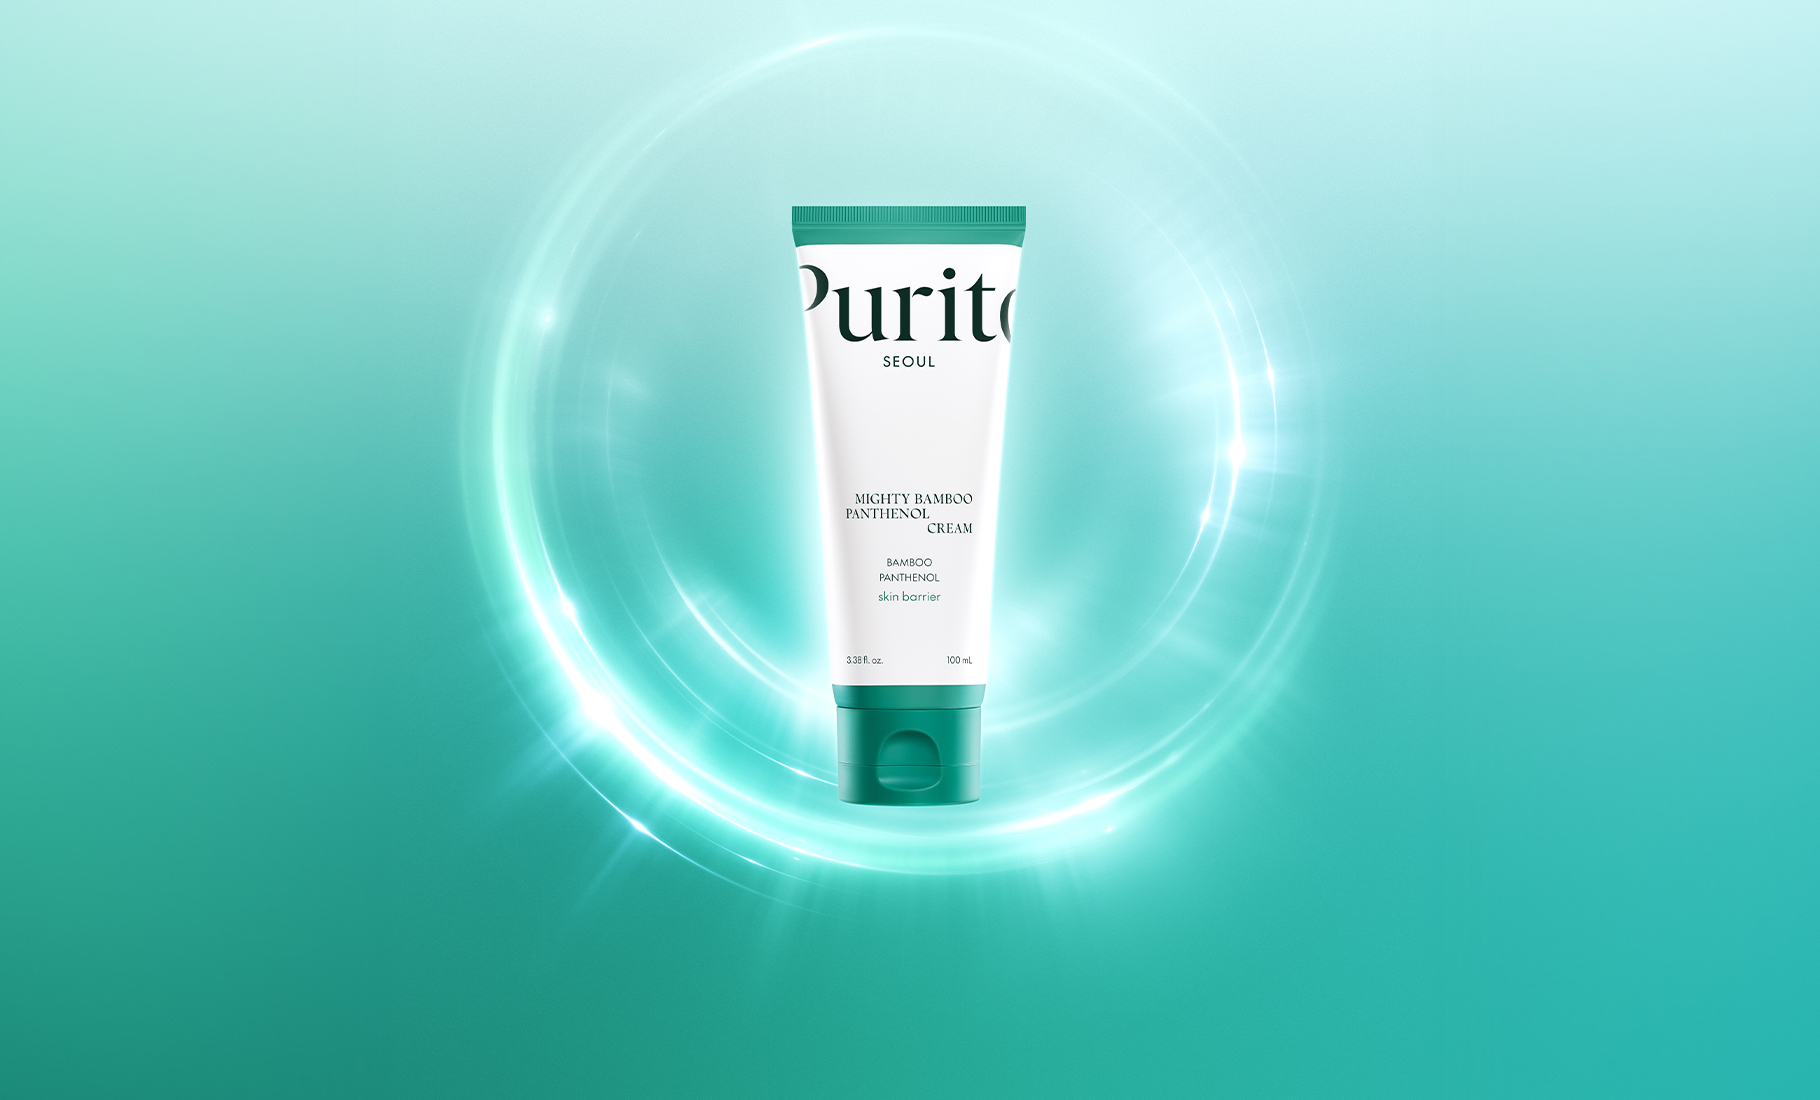 Purito
SEOUL
MIGHTY BAMBOO
PANTHENOL
CREAM
BAMBOO
PANTHENOL
skin barrier
3.38 fl. oz.
100 mL